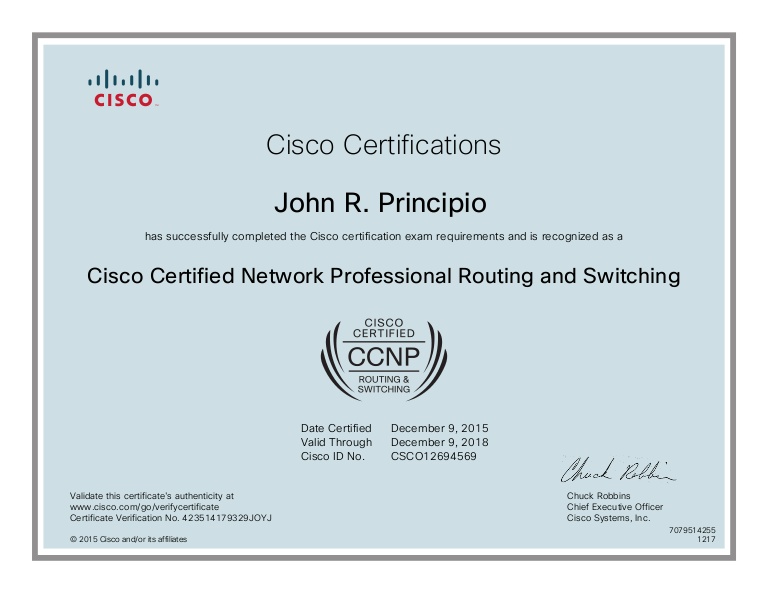 CISCO
Cisco Certifications
John R. Principio
has successfully completed the Cisco certification exam requirements and is recognized as a
Cisco Certified Network Professional Routing and Switching
CISCO
CERTIFIED
CCNP
ROUTING &
SWITCHING
Date Certified December 9, 2015
Valid Through December 9, 2018
Cisco ID No. CSCO12694569
Chuck Robbins
Validate this certificate's authenticity at
www.cisco.com/go/verifycertificate
Certificate Verification No. 423514179329JOYJ
© 2015 Cisco and/or its affiliates
Chuck Robbins
Chief Executive Officer
Cisco Systems, Inc.
7079514255
1217